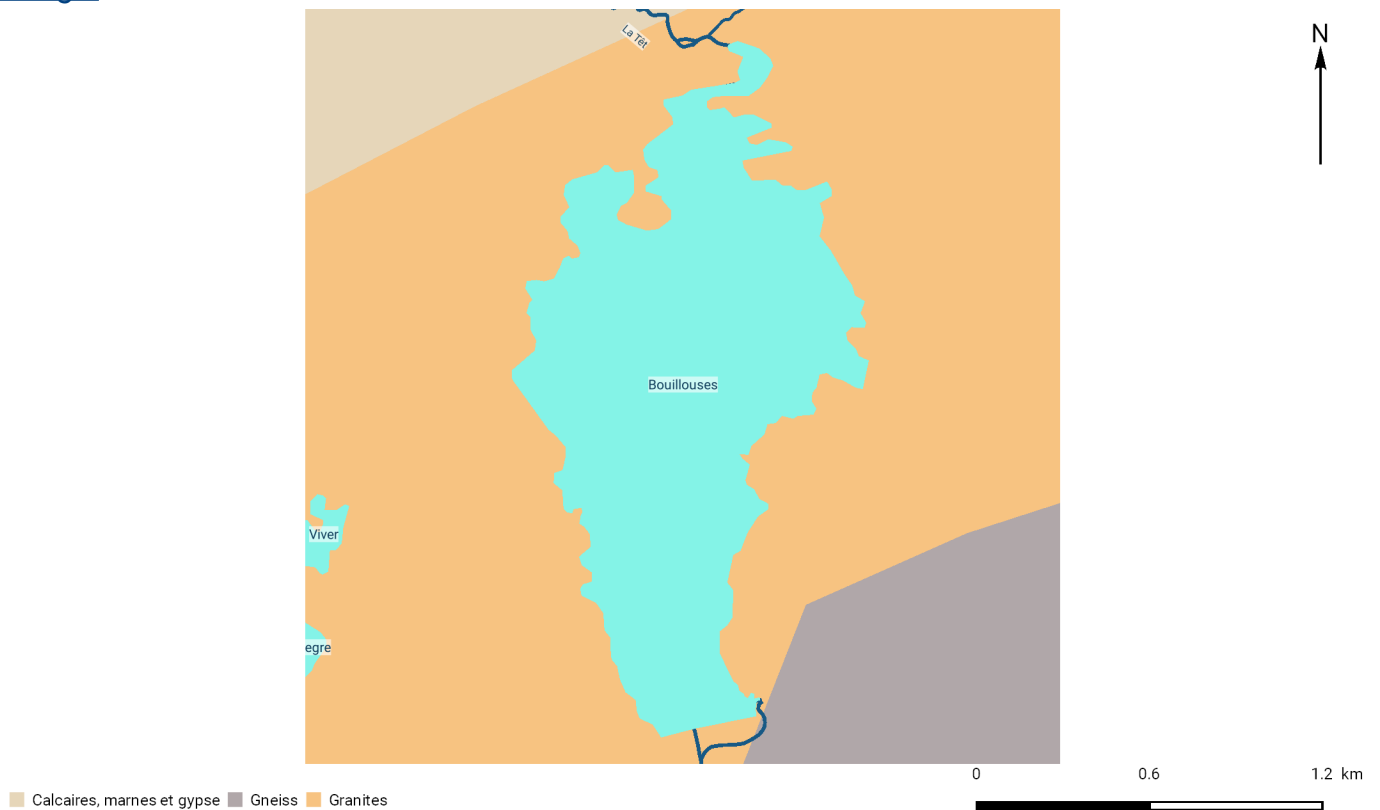 La Têt
N
Bouillouses
Viver
egre
0 0.6 1.2 km
Calcaires, marnes et gypse Gneiss Granites